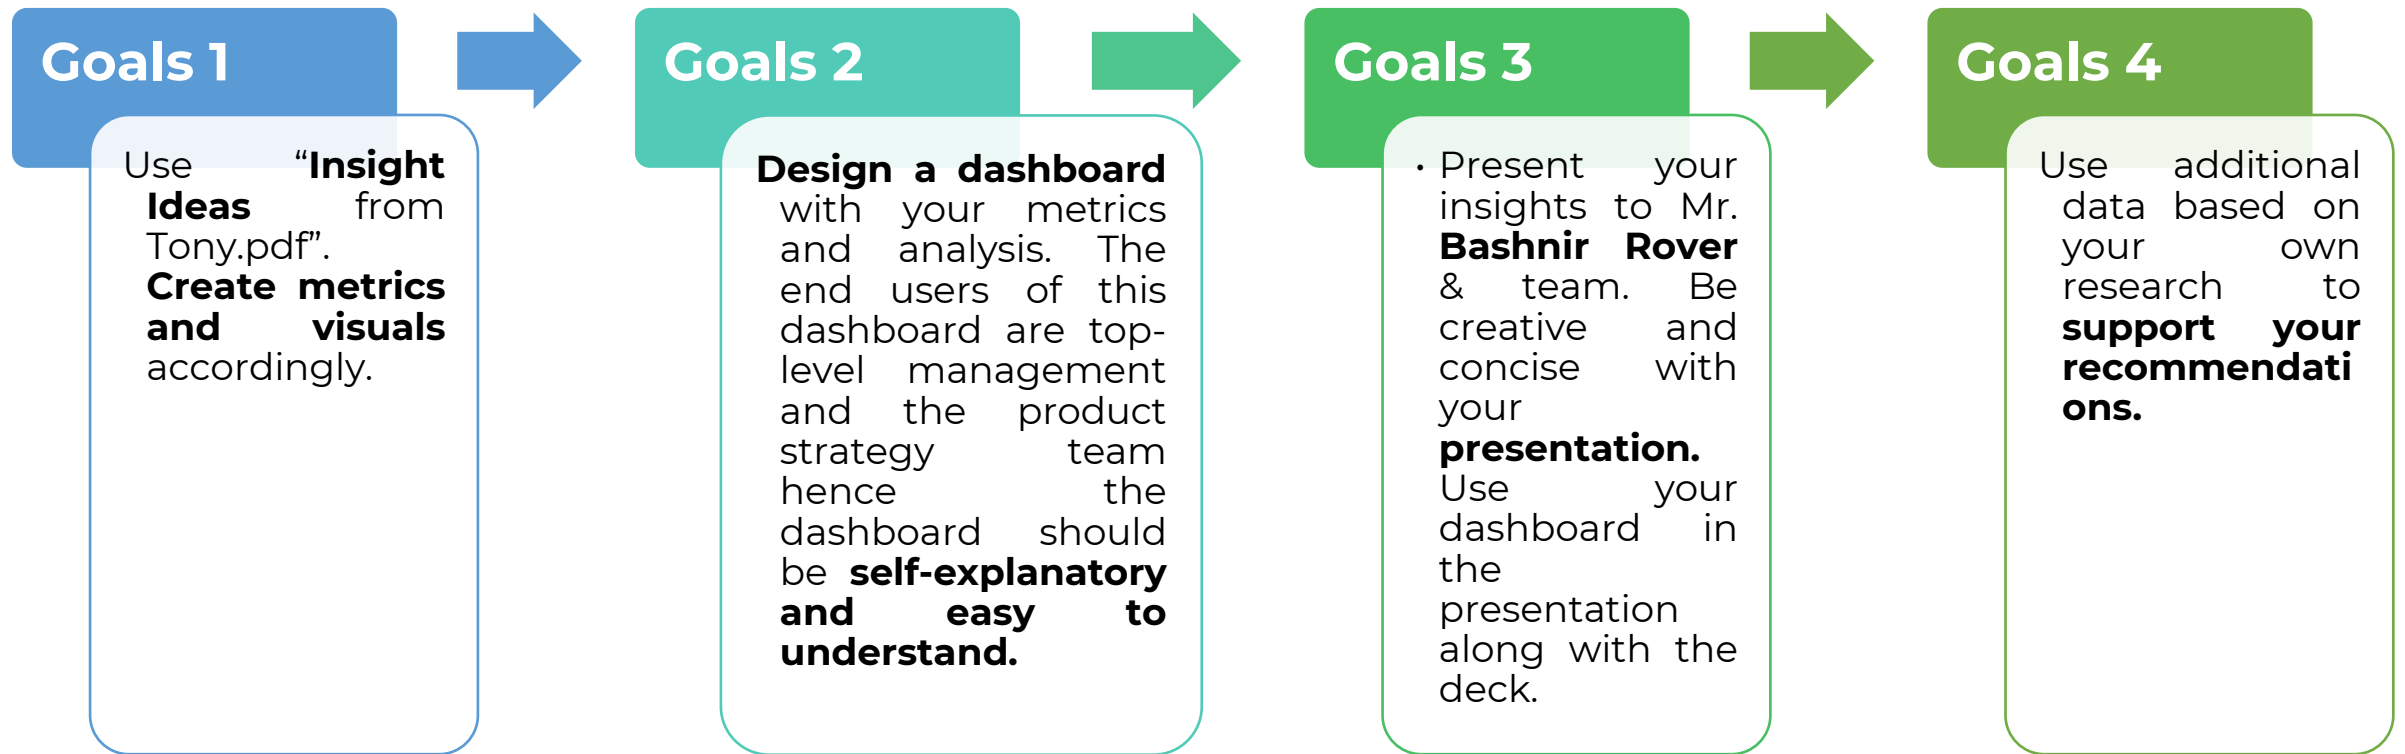 Goals 1
Use “Insight
Ideas from
Tony.pdf”.
Create metrics
and visuals
accordingly.
Goals 2
Design a dashboard
with your metrics
and analysis. The
end users of this
dashboard are top-
level management
and the product
strategy team
hence the
dashboard should
be self-explanatory
and easy to
understand.
Goals 3
• Present your
insights to Mr.
Bashnir Rover
& team. Be
creative and
concise with
your
presentation.
Use your
dashboard in
the
presentation
along with the
deck.
Goals 4
Use additional
data based on
your own
research to
support your
recommendati
ons.